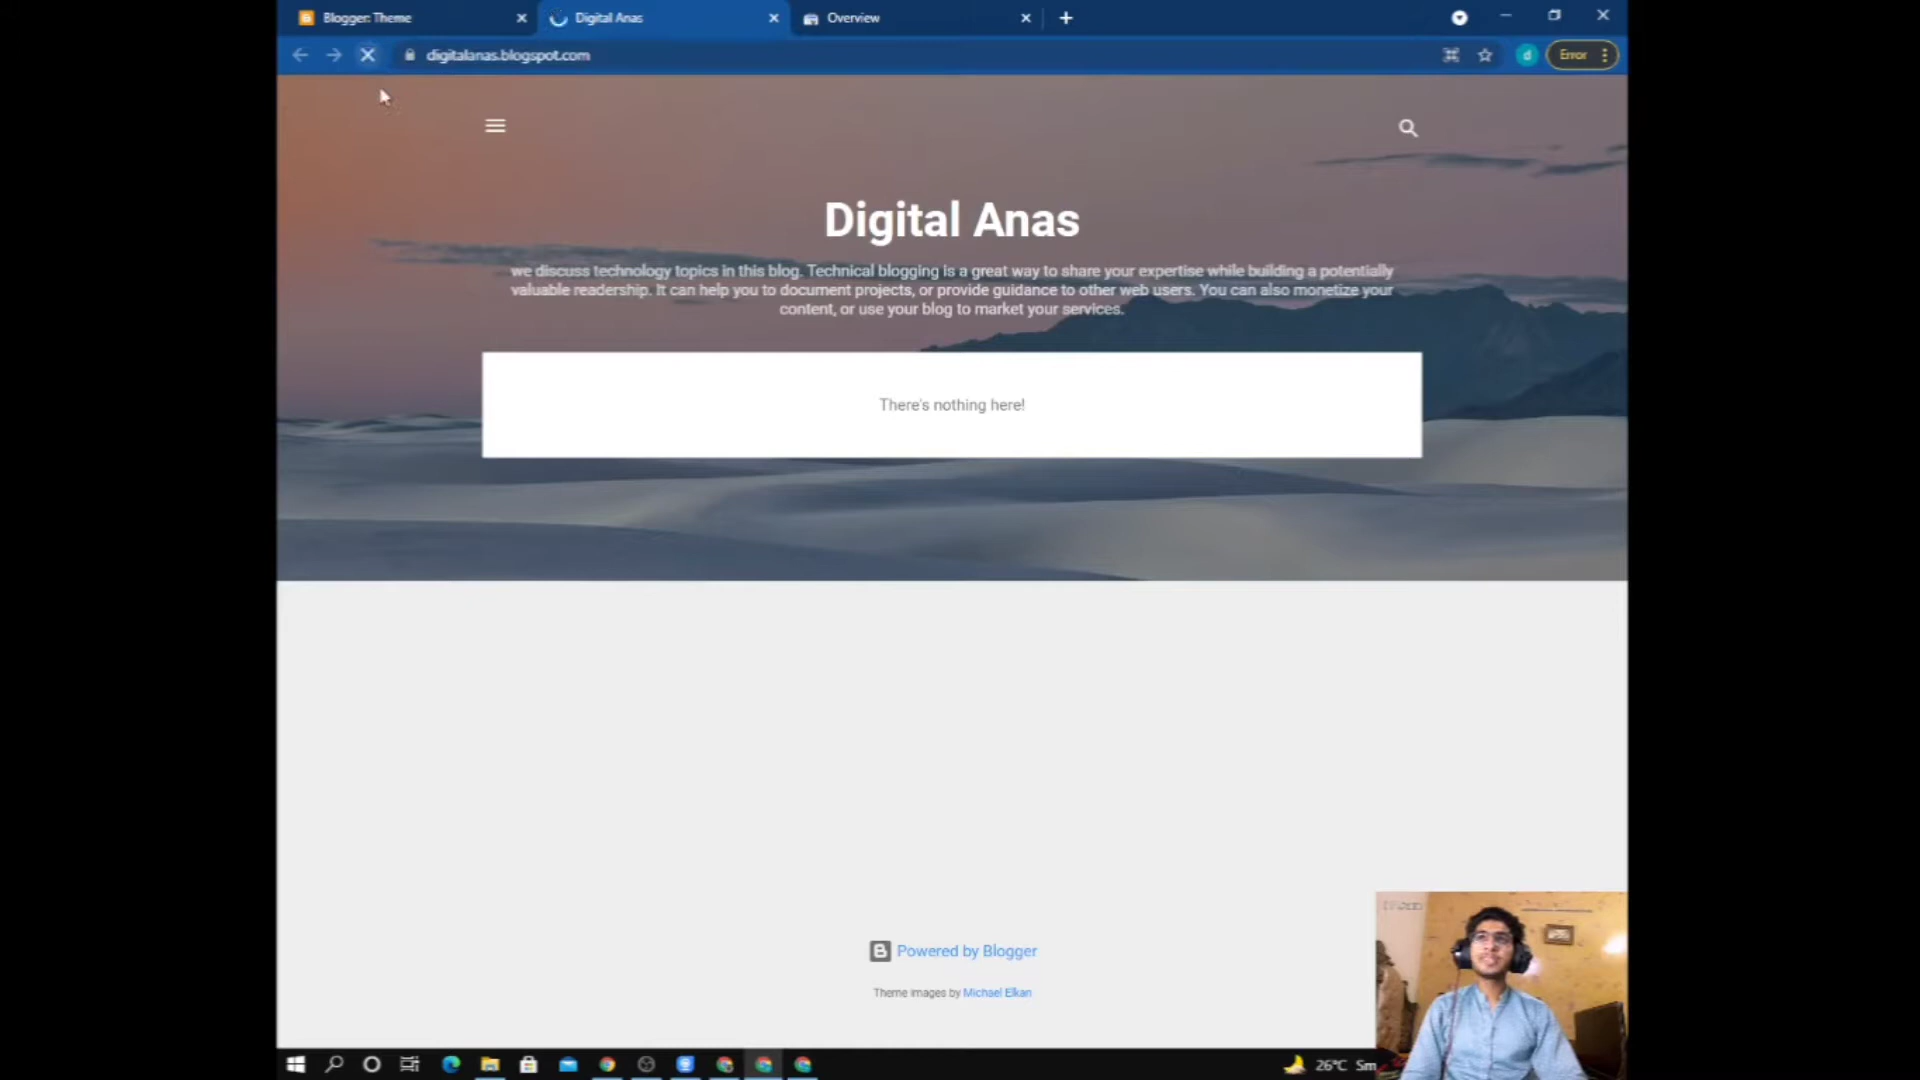 Blogger: Theme
Digital Anas
Overview
digitalanas.blogspot.com
d
Error
Digital Anas
we discuss technology topics in this blog. Technical blogging is a great way to share your expertise while building a potentially
valuable readership. It can help you to document projects, or provide guidance to other web users. You can also monetize your
content, or use your blog to market your services.
There's nothing here!
Powered by Blogger
Theme images by Michael Elkan
26°C Sm